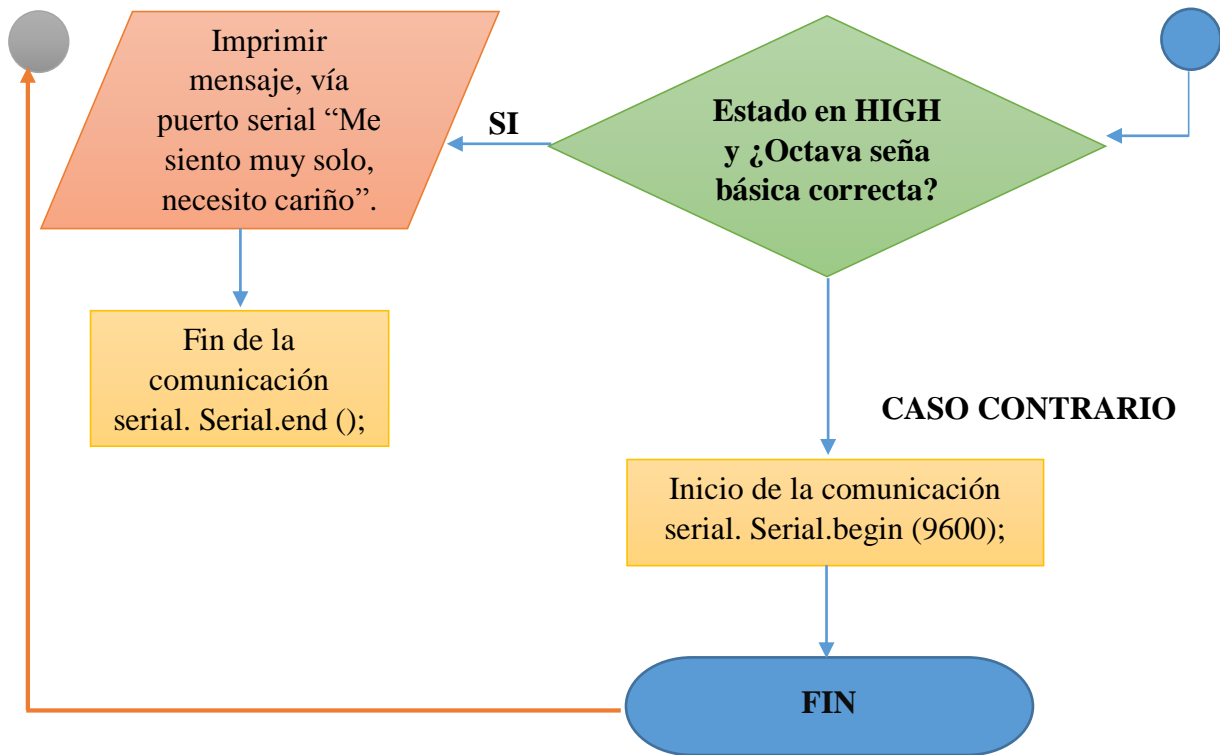 Imprimir
mensaje, vía
puerto serial “Me
siento muy solo,
necesito cariño”.
SI
Estado en HIGH
y ¿Octava seña
básica correcta?
Fin de la
comunicación
serial. Serial.end ();
CASO CONTRARIO
Inicio de la comunicación
serial. Serial.begin (9600);
FIN